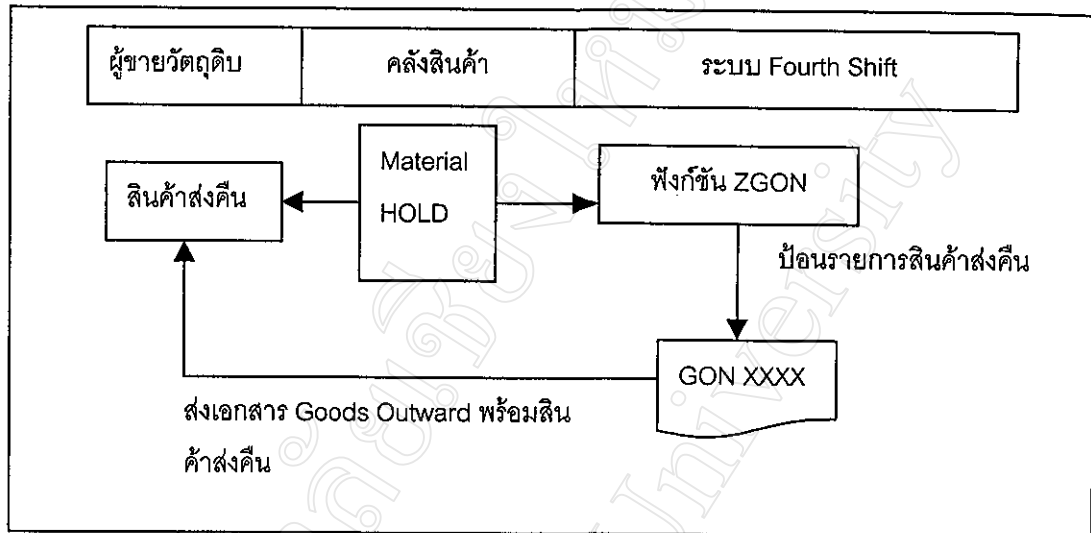 ผู้ขายวัตถุดิบ
คลังสินค้า
ระบบ Fourth Shift
สินค้าส่งคืน
Material
HOLD
ฟังก์ชัน ZGON
ป้อนรายการสินค้าส่งคืน
GON XXXX
ส่งเอกสาร Goods Outward พร้อมสิน
ค้าส่งคืน
University